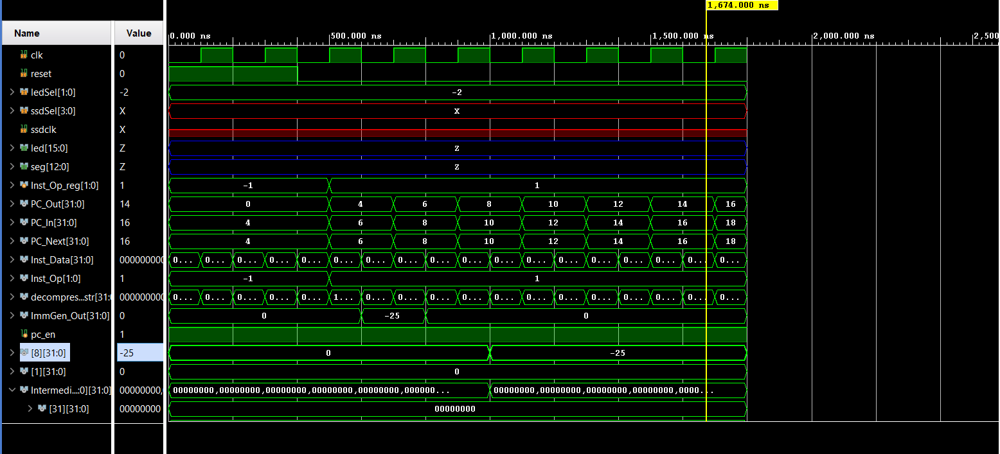 1,674.000 ns
Name Value
0.000 ns 500.000 ns 1,000.000 ns 1,500.000 ns 2,000.000 ns 2,500
clk 0
reset 0
ledSel[1:0] -2 -2
ssdSel[3:0] X X
ssdclk X
led[15:0] Z Z
seg[12:0] Z Z
Inst_Op_reg[1:0] 1 -1 1
PC_Out[31:0] 14 0 4 6 8 10 12 14 16
PC_In[31:0] 16 4 6 8 10 12 14 16 18
PC_Next[31:0] 16 4 6 8 10 12 14 16 18
Inst_Data[31:0] 000000000 0... 0... 0... 0... 0... 0... 0... 0... 0... 0... 0... 0... 0... 0... 0... 0... 0... 0...
Inst_Op[1:0] 1 -1 1
decompres...str[31:0 000000000 0... 0... 0... 0... 0... 1... 0... 0... 0... 0... 0... 0... 0... 0... 0... 0... 0... 0...
ImmGen_Out[31:0] 0 0 -25 0
pc_en 1
[8][31:0] -25 0 -25
[1][31:0] 0 0
Intermedi...:0][31:0] 00000000, 00000000,00000000,00000000,00000000,00000000,000000... 00000000,00000000,00000000,00000000,0000...
[31][31:0] 00000000 00000000